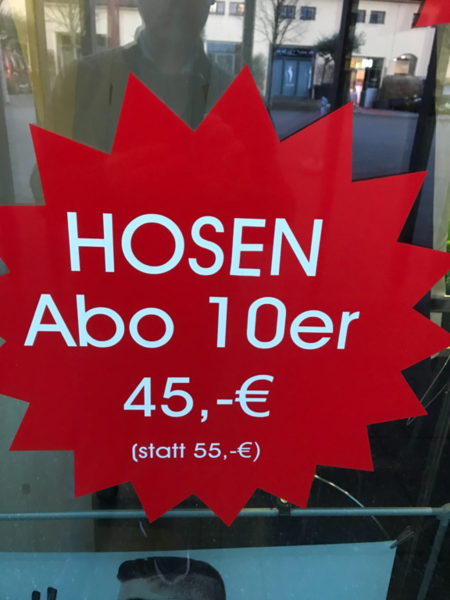 HOSEN
Abo 10er
45,-€
(statt 55,-€)